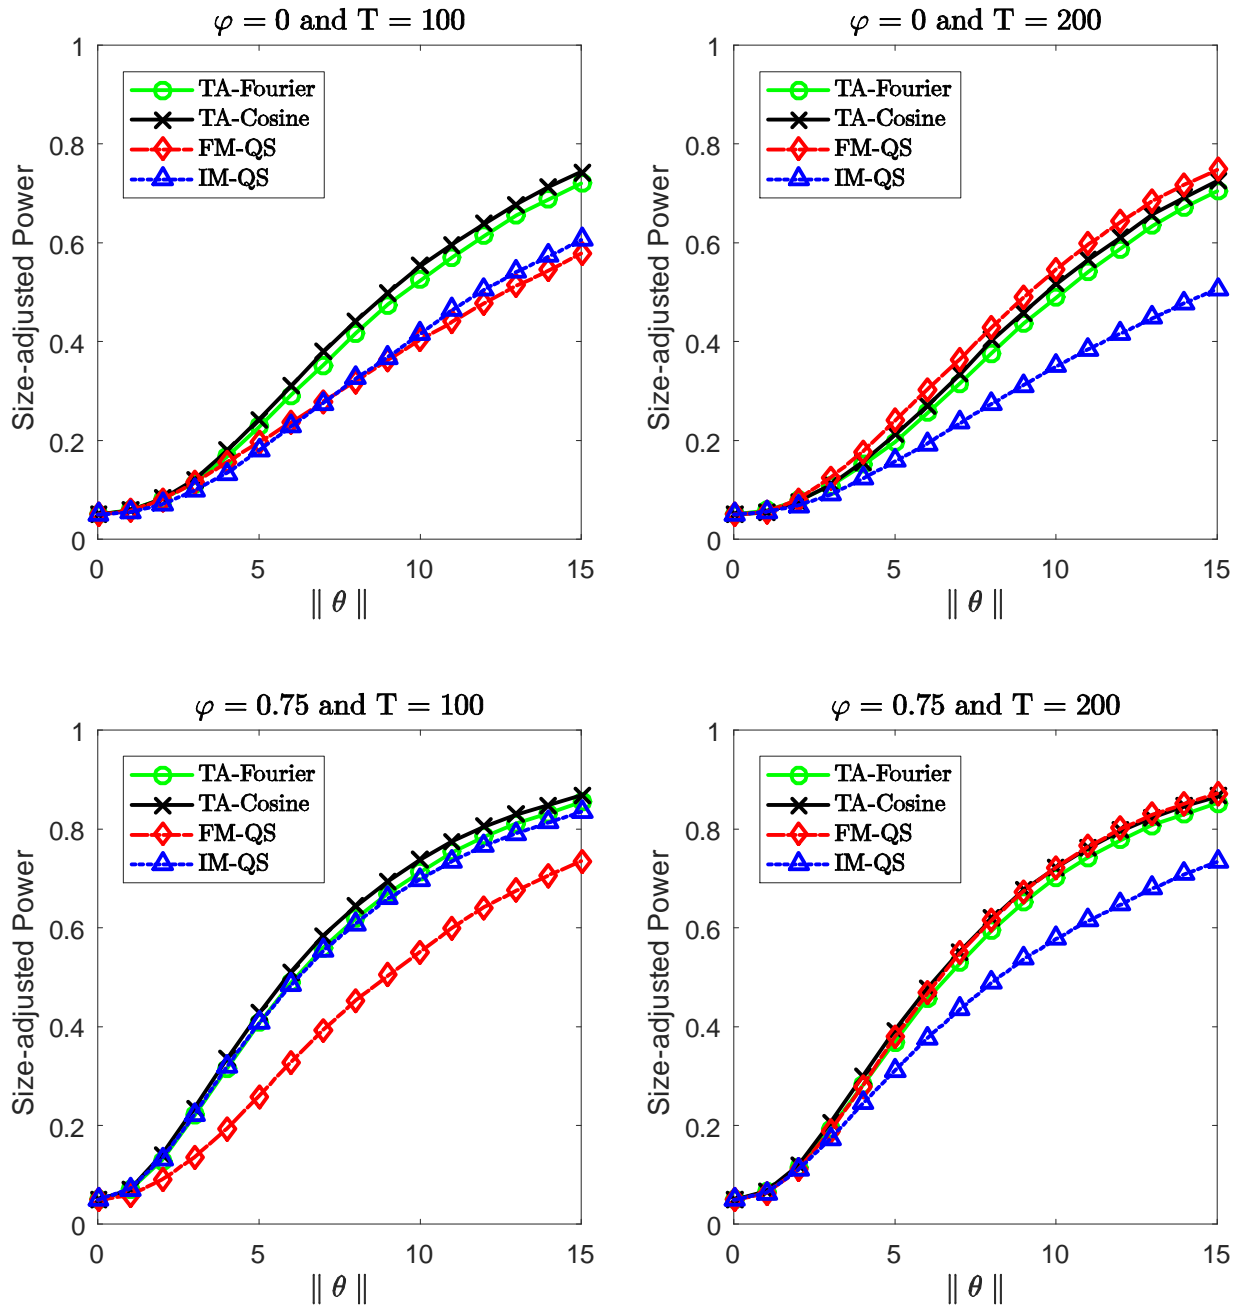 φ = 0 and T = 100
1
0.8
0.6
0.4
0.2
0
Size-adjusted Power
TA-Fourier
TA-Cosine
FM-QS
IM-QS
0 5 10 15
‖ θ ‖
φ = 0 and T = 200
1
0.8
0.6
0.4
0.2
0
Size-adjusted Power
TA-Fourier
TA-Cosine
FM-QS
IM-QS
0 5 10 15
‖ θ ‖
φ = 0.75 and T = 100
1
0.8
0.6
0.4
0.2
0
Size-adjusted Power
TA-Fourier
TA-Cosine
FM-QS
IM-QS
0 5 10 15
‖ θ ‖
φ = 0.75 and T = 200
1
0.8
0.6
0.4
0.2
0
Size-adjusted Power
TA-Fourier
TA-Cosine
FM-QS
IM-QS
0 5 10 15
‖ θ ‖